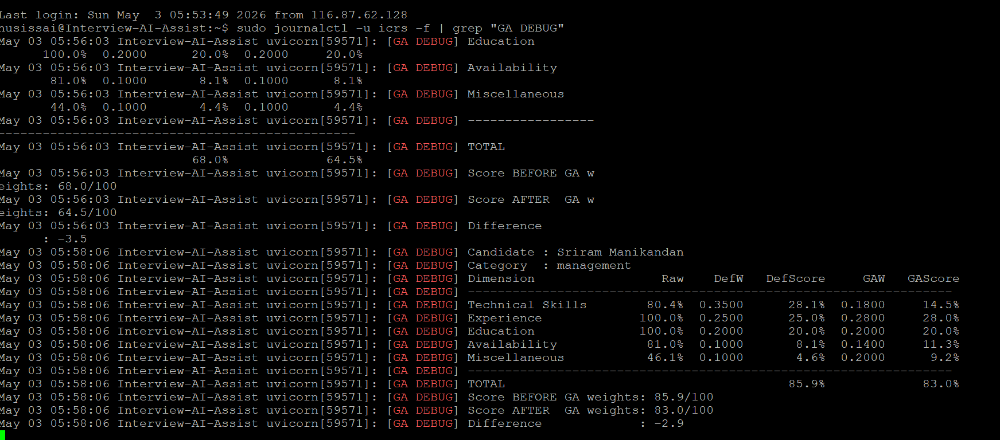 Last login: Sun May  3 05:53:49 2026 from 116.87.62.128
nusissai@Interview-AI-Assist:~$ sudo journalctl -u icrs -f | grep "GA DEBUG"
May 03 05:56:03 Interview-AI-Assist uvicorn[59571]: [GA DEBUG] Education
      100.0%  0.2000      20.0%  0.2000     20.0%
May 03 05:56:03 Interview-AI-Assist uvicorn[59571]: [GA DEBUG] Availability
       81.0%  0.1000       8.1%  0.1000      8.1%
May 03 05:56:03 Interview-AI-Assist uvicorn[59571]: [GA DEBUG] Miscellaneous
       44.0%  0.1000       4.4%  0.1000      4.4%
May 03 05:56:03 Interview-AI-Assist uvicorn[59571]: [GA DEBUG] -----------------
------------------------------------------------
May 03 05:56:03 Interview-AI-Assist uvicorn[59571]: [GA DEBUG] TOTAL
                          68.0%             64.5%
May 03 05:56:03 Interview-AI-Assist uvicorn[59571]: [GA DEBUG] Score BEFORE GA w
eights: 68.0/100
May 03 05:56:03 Interview-AI-Assist uvicorn[59571]: [GA DEBUG] Score AFTER  GA w
eights: 64.5/100
May 03 05:56:03 Interview-AI-Assist uvicorn[59571]: [GA DEBUG] Difference
      : -3.5
May 03 05:58:06 Interview-AI-Assist uvicorn[59571]: [GA DEBUG] Candidate : Sriram Manikandan
May 03 05:58:06 Interview-AI-Assist uvicorn[59571]: [GA DEBUG] Category  : management
May 03 05:58:06 Interview-AI-Assist uvicorn[59571]: [GA DEBUG] Dimension                 Raw    DefW   DefScore     GAW   GAScore
May 03 05:58:06 Interview-AI-Assist uvicorn[59571]: [GA DEBUG] -----------------------------------------------------------------
May 03 05:58:06 Interview-AI-Assist uvicorn[59571]: [GA DEBUG] Technical Skills        80.4%  0.3500      28.1%  0.1800     14.5%
May 03 05:58:06 Interview-AI-Assist uvicorn[59571]: [GA DEBUG] Experience             100.0%  0.2500      25.0%  0.2800     28.0%
May 03 05:58:06 Interview-AI-Assist uvicorn[59571]: [GA DEBUG] Education              100.0%  0.2000      20.0%  0.2000     20.0%
May 03 05:58:06 Interview-AI-Assist uvicorn[59571]: [GA DEBUG] Availability            81.0%  0.1000       8.1%  0.1400     11.3%
May 03 05:58:06 Interview-AI-Assist uvicorn[59571]: [GA DEBUG] Miscellaneous           46.1%  0.1000       4.6%  0.2000      9.2%
May 03 05:58:06 Interview-AI-Assist uvicorn[59571]: [GA DEBUG] -----------------------------------------------------------------
May 03 05:58:06 Interview-AI-Assist uvicorn[59571]: [GA DEBUG] TOTAL                                      85.9%             83.0%
May 03 05:58:06 Interview-AI-Assist uvicorn[59571]: [GA DEBUG] Score BEFORE GA weights: 85.9/100
May 03 05:58:06 Interview-AI-Assist uvicorn[59571]: [GA DEBUG] Score AFTER  GA weights: 83.0/100
May 03 05:58:06 Interview-AI-Assist uvicorn[59571]: [GA DEBUG] Difference             : -2.9